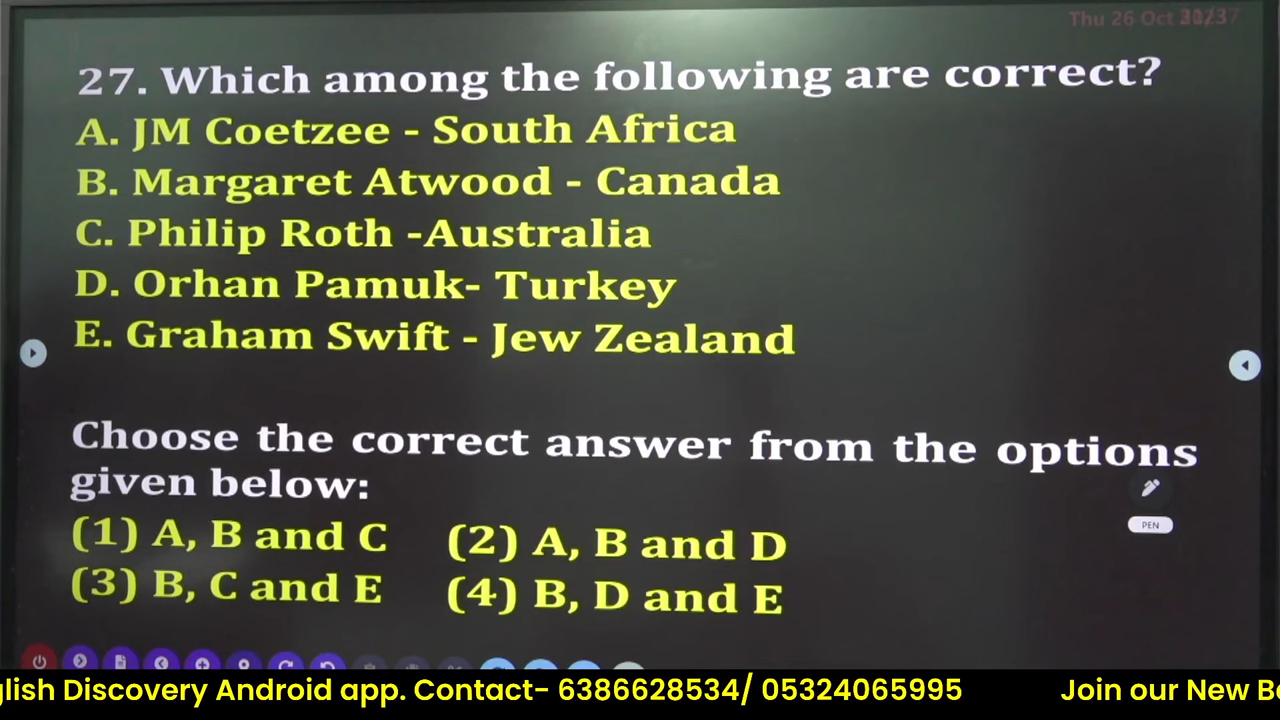 Thu 26 Oct
27. Which among the following are correct?
A. JM Coetzee - South Africa
B. Margaret Atwood - Canada
C. Philip Roth -Australia
D. Orhan Pamuk- Turkey
E. Graham Swift - Jew Zealand
Choose the correct answer from the options
given below:
(1) A, B and C (2) A, B and D
(3) B, C and E (4) B, D and E
PEN
glish Discovery Android app. Contact- 6386628534/ 05324065995 Join our New B